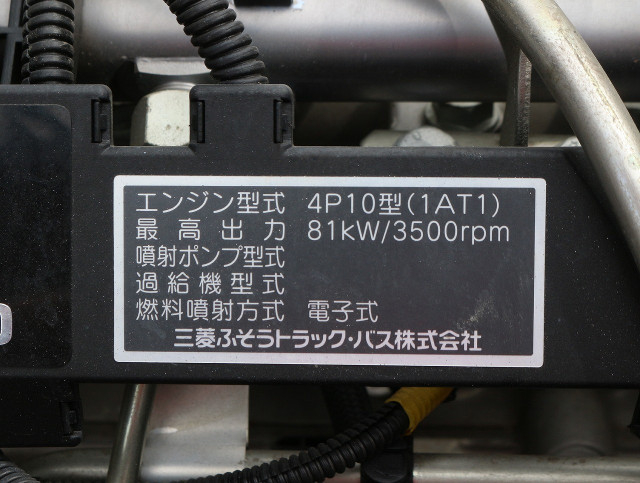 エンジン型式 4P10型(1AT1)
最高出力 81kW/3500rpm
噴射ポンプ型式
過給機型式
燃料噴射方式 電子式
三菱ふそうトラック・バス株式会社